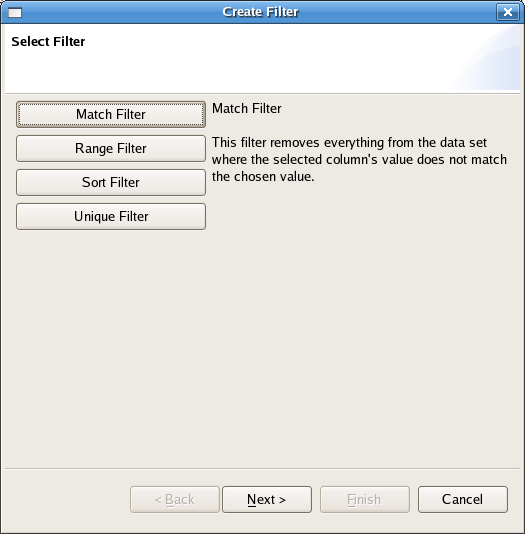 Create Filter
Select Filter
Match Filter
Range Filter
Sort Filter
Unique Filter
Match Filter
This filter removes everything from the data set
where the selected column's value does not match
the chosen value.
< Back
Next >
Finish
Cancel